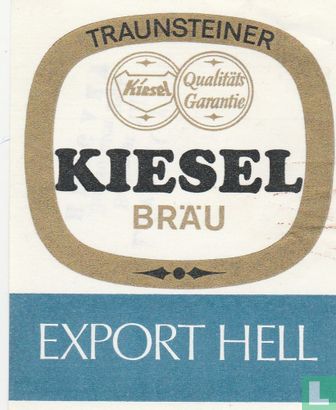 TRAUNSTEINER
Kiesel
Qualitäts
Garantie
KIESEL
BRÄU
EXPORT HELL
L